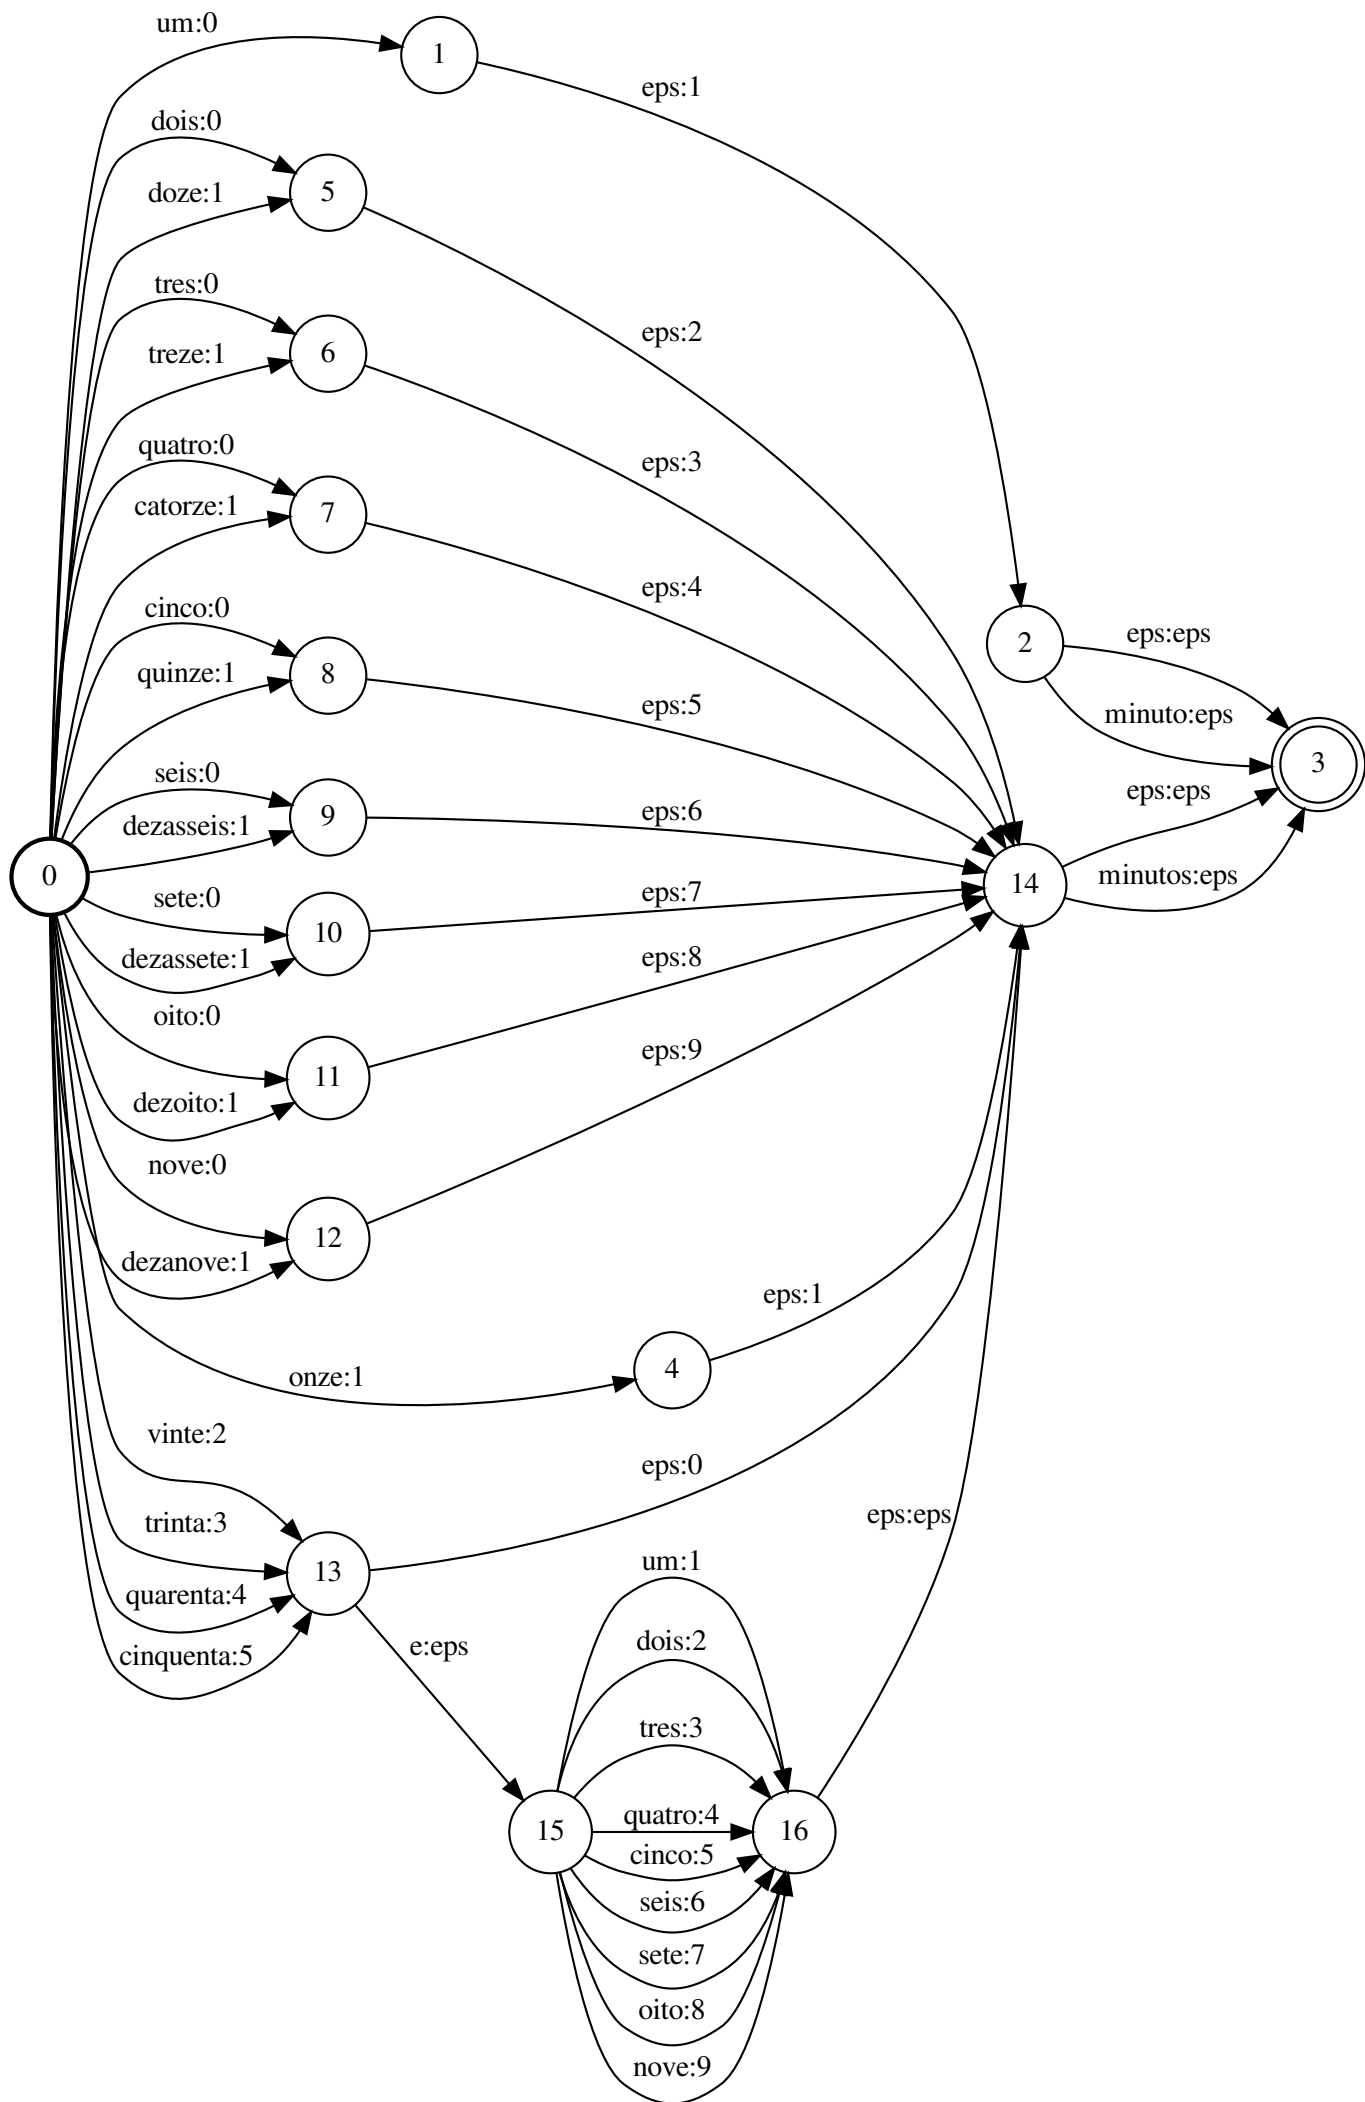 um:0
1
eps:1
dois:0
doze:1
5
tres:0
treze:1
6
eps:2
quatro:0
catorze:1
7
eps:3
cinco:0
quinze:1
8
eps:4
2
eps:eps
minuto:eps
eps:5
seis:0
dezasseis:1
9
eps:6
3
eps:eps
minutos:eps
0
sete:0
dezassete:1
10
eps:7
14
oito:0
dezoito:1
11
eps:8
nove:0
dezanove:1
12
eps:9
onze:1
4
eps:1
vinte:2
trinta:3
quarenta:4
cinquenta:5
13
eps:0
eps:eps
e:eps
um:1
dois:2
tres:3
15
quatro:4
16
cinco:5
seis:6
sete:7
oito:8
nove:9